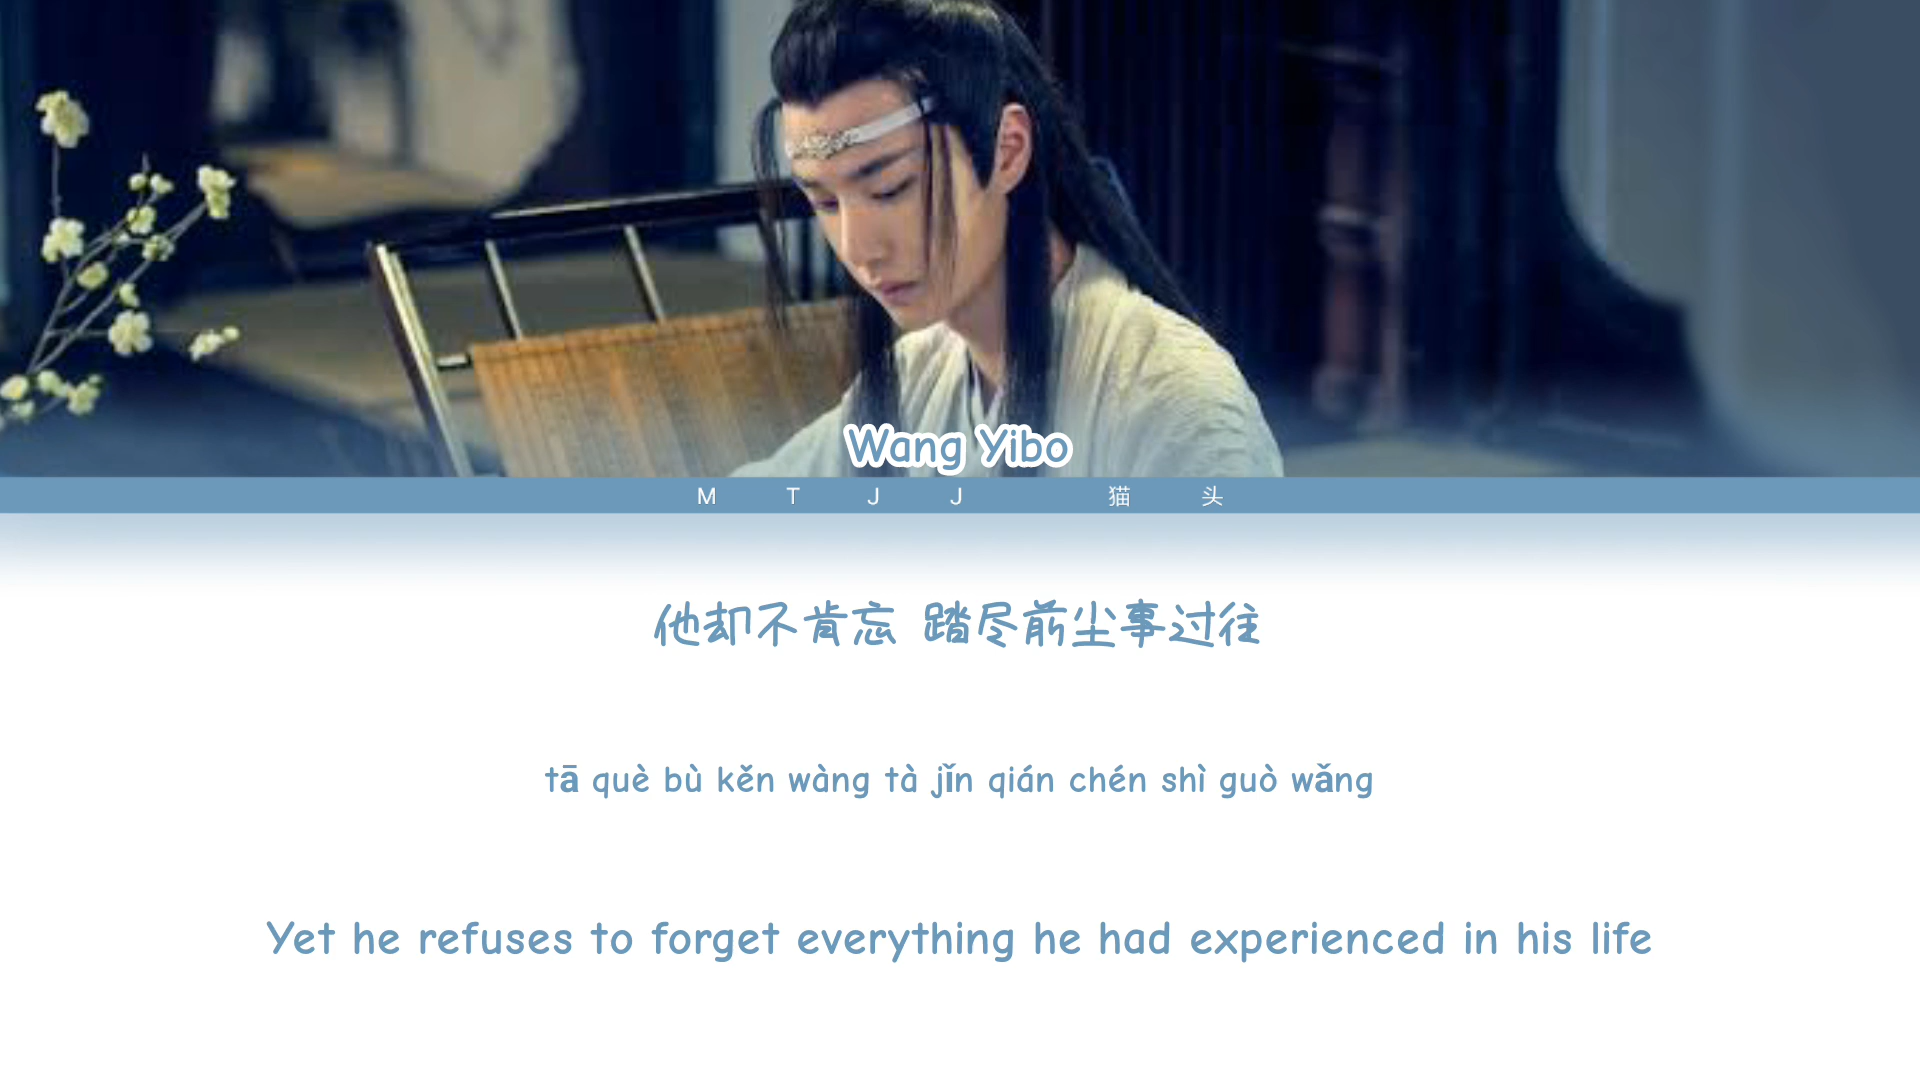 Wang Yibo
M T J J 猫 头
他却不肯忘 踏尽前尘事过往
tā què bù kěn wàng tà jǐn qián chén shì guò wǎng
Yet he refuses to forget everything he had experienced in his life